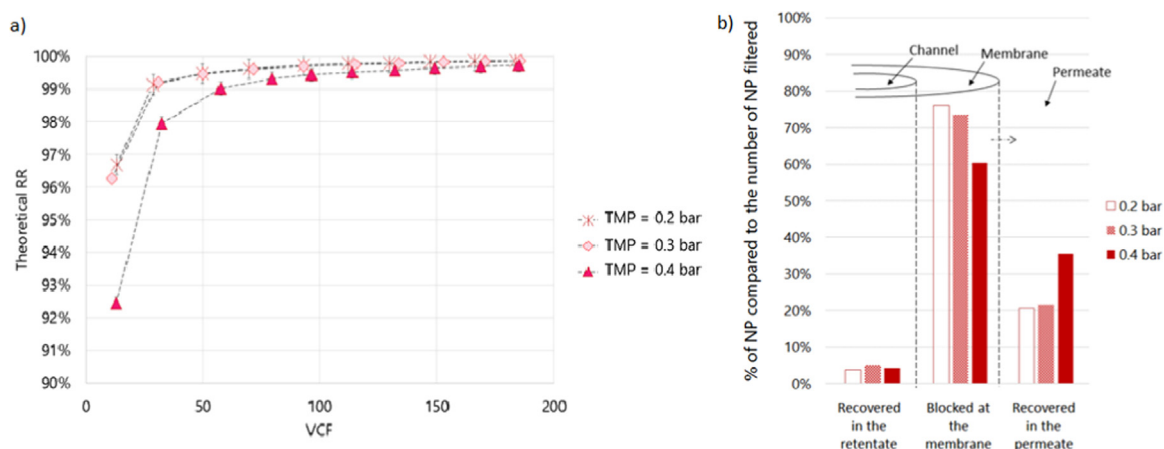 a)
100%
99%
98%
97%
96%
95%
94%
93%
92%
91%
90%
Theoretical RR
0 50 100 150 200
VCF
TMP = 0.2 bar
TMP = 0.3 bar
TMP = 0.4 bar
b)
100%
90%
80%
70%
60%
50%
40%
30%
20%
10%
0%
% of NP compared to the number of NP filtered
Channel
Membrane
Permeate
Recovered in the retentate
Blocked at the membrane
Recovered in the permeate
0.2 bar
0.3 bar
0.4 bar